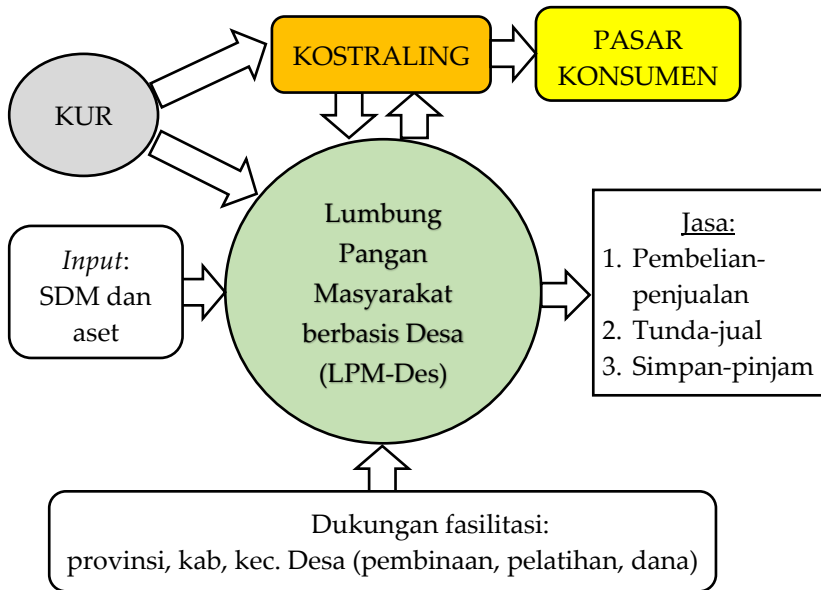 KOSTRALING
PASAR
KONSUMEN
KUR
Lumbung
Pangan
Masyarakat
berbasis Desa
(LPM-Des)
Input:
SDM dan
aset
Jasa:
1. Pembelian-
penjualan
2. Tunda-jual
3. Simpan-pinjam
Dukungan fasilitasi:
provinsi, kab, kec. Desa (pembinaan, pelatihan, dana)